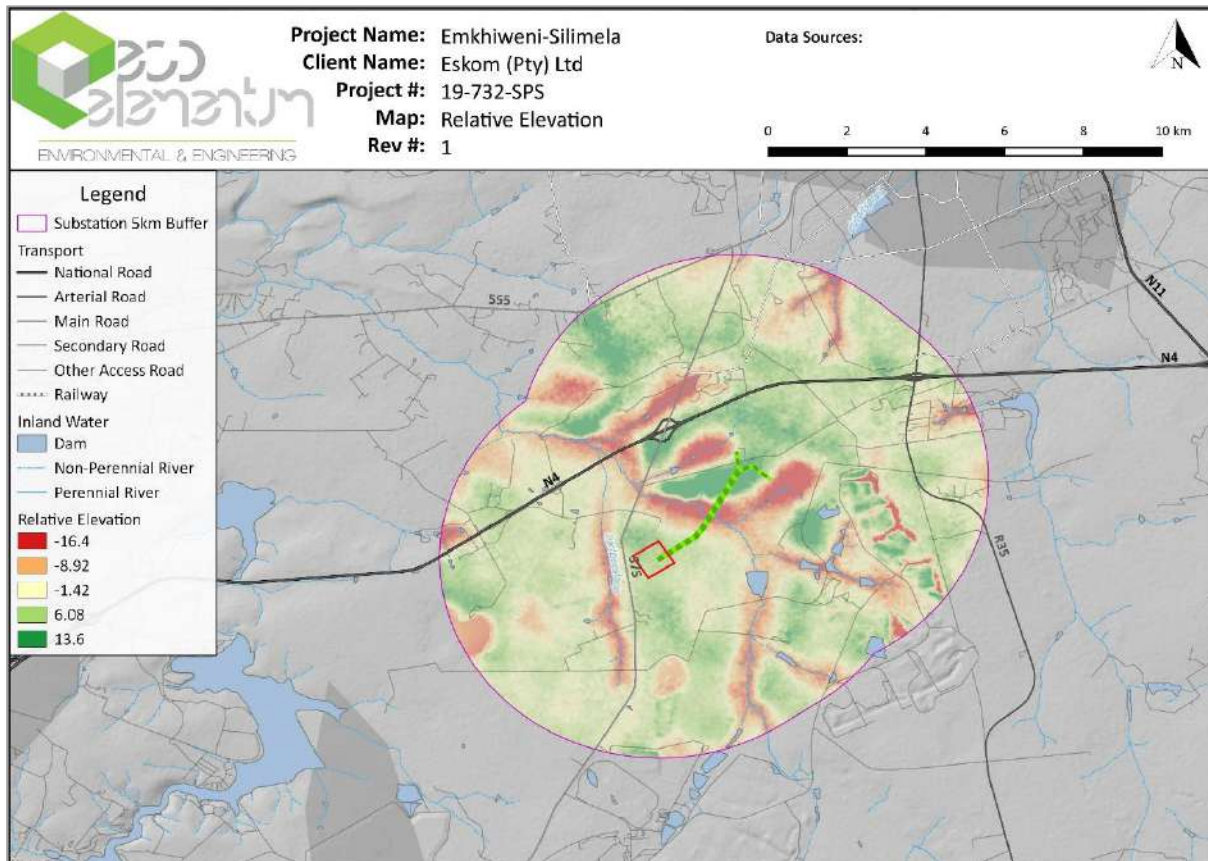 eco elementum
ENVIRONMENTAL & ENGINEERING
Project Name: Emkhiweni-Silimela
Client Name: Eskom (Pty) Ltd
Project #: 19-732-SPS
Map: Relative Elevation
Rev #: 1
Data Sources:
N
0 2 4 6 8 10 km
Legend
Substation 5km Buffer
Transport
National Road
Arterial Road
Main Road
Secondary Road
Other Access Road
Railway
Inland Water
Dam
Non-Perennial River
Perennial River
Relative Elevation
-16.4
-8.92
-1.42
6.08
13.6
555
N11
N4
N4
R35
575